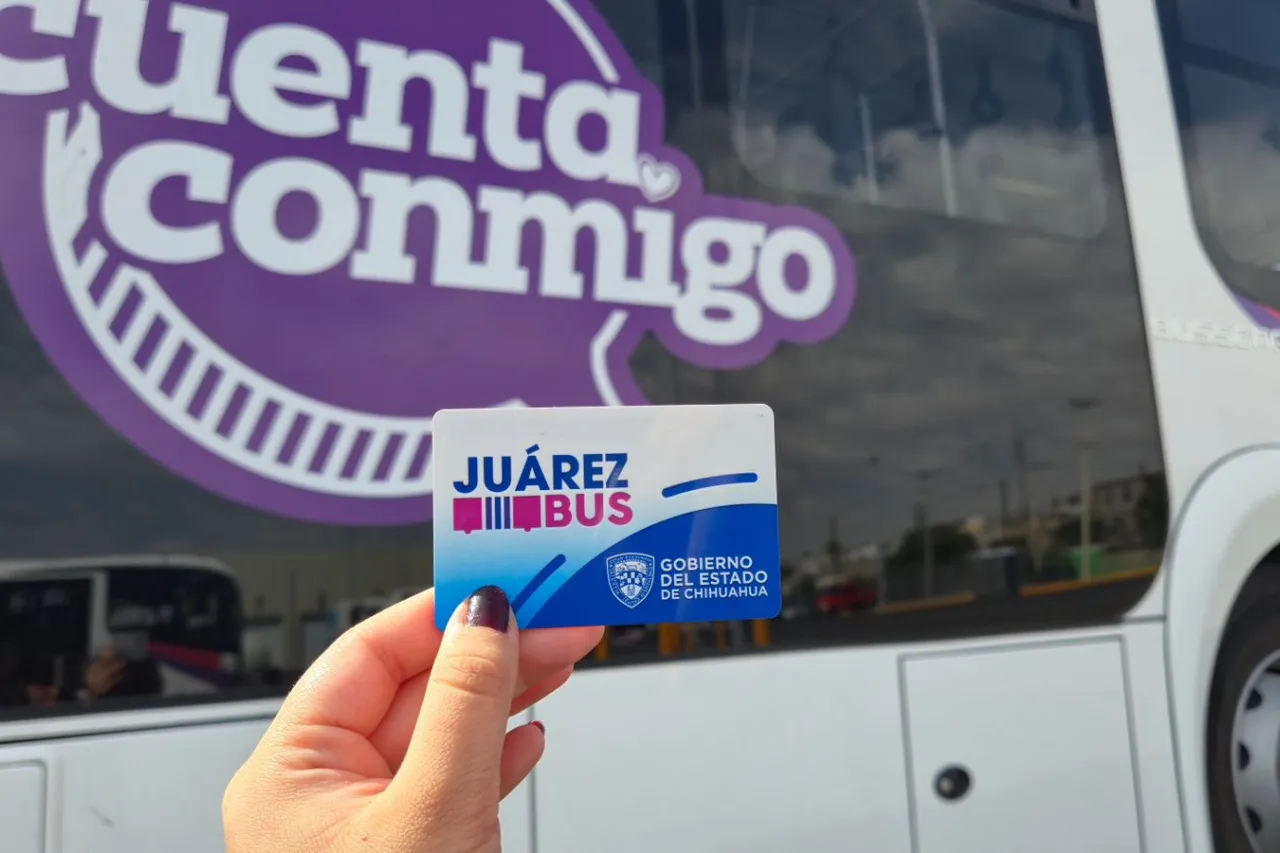 cuenta
conmigo
JUÁREZ
BUS
GOBIERNO
DEL ESTADO
DE CHIHUAHUA